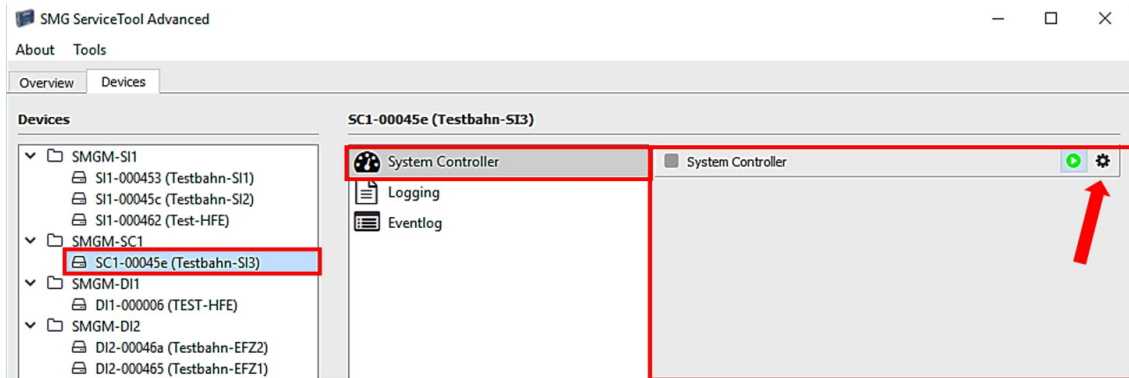 SMG ServiceTool Advanced
About Tools
Overview Devices
Devices
SMGM-SI1
SI1-000453 (Testbahn-SI1)
SI1-00045c (Testbahn-SI2)
SI1-000462 (Test-HFE)
SMGM-SC1
SC1-00045e (Testbahn-SI3)
SMGM-DI1
DI1-000006 (TEST-HFE)
SMGM-DI2
DI2-00046a (Testbahn-EFZ2)
DI2-000465 (Testbahn-EFZ1)
SC1-00045e (Testbahn-SI3)
System Controller
Logging
Eventlog
System Controller